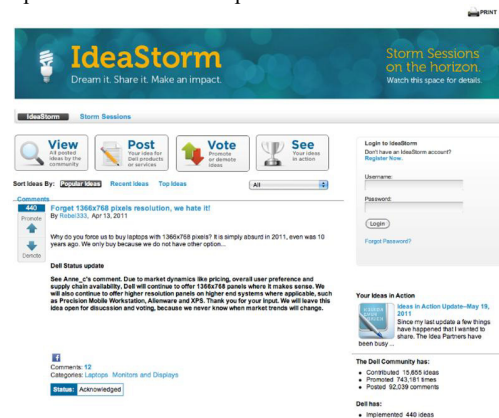 PRINT
IdeaStorm
Dream it. Share it. Make an impact.
Storm Sessions
on the horizon.
Watch this space for details.
IdeaStorm Storm Sessions
View
All posted
ideas by the
community
Post
Your idea for
Dell products
or services
Vote
Promote
or demote
ideas
See
Your ideas
in action
Sort Ideas By: Popular Ideas Recent Ideas Top Ideas All
Comments
440
Promote
Demote
Forget 1366x768 pixels resolution, we hate it!
By Rebel333, Apr 13, 2011
Why do you force us to buy laptops with 1366x768 pixels? It is simply absurd in 2011, even was 10
years ago. We only buy because we do not have other option...
Dell Status update
See Anne_c's comment. Due to market dynamics like pricing, overall user preference and
supply chain availability, Dell will continue to offer 1366x768 panels where it makes sense. We
will also continue to offer higher resolution panels on higher end systems where applicable, such
as Precision Mobile Workstation, Alienware and XPS. Thank you for your input. We will leave this
idea open for disucssion and voting, because we never know when market trends will change.
Comments: 12
Categories: Laptops Monitors and Displays
Status: Acknowledged
Login to IdeaStorm
Don't have an IdeaStorm account?
Register Now.
Username:
Password:
Login
Forgot Password?
Your Ideas in Action
Ideas in Action Update--May 19,
2011
Since my last update a few things
have happened that I wanted to
share. The Idea Partners have
been busy ...
The Dell Community has:
• Contributed 15,655 ideas
• Promoted 743,181 times
• Posted 92,039 comments
Dell has:
• Implemented 440 ideas